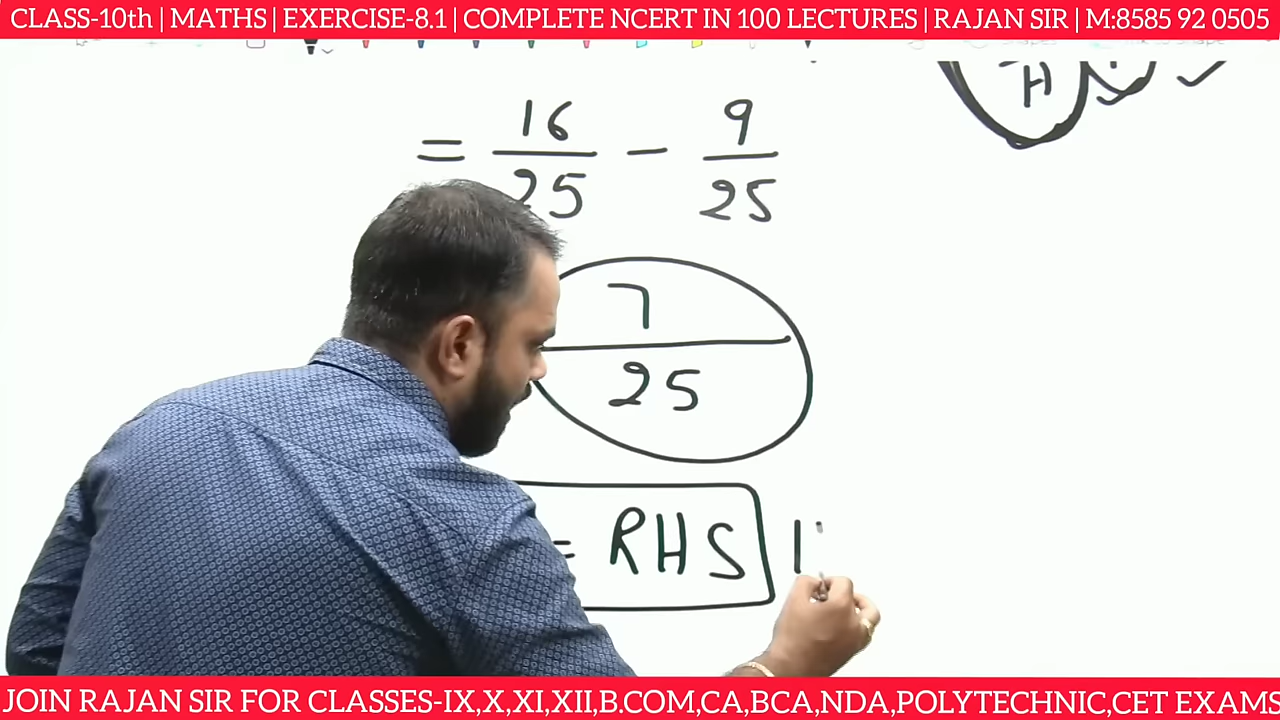 CLASS-10th | MATHS | EXERCISE-8.1 | COMPLETE NCERT IN 100 LECTURES | RAJAN SIR | M:8585 92 0505
H
= 16/25 - 9/25
7/25
= RHS
JOIN RAJAN SIR FOR CLASSES-IX,X,XI,XII,B.COM,CA,BCA,NDA,POLYTECHNIC,CET EXAMS